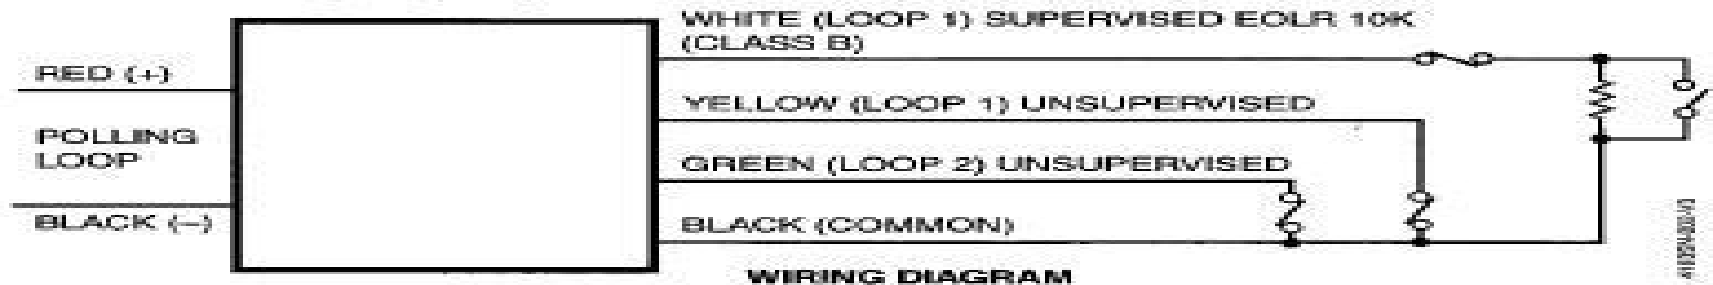 WHITE (LOOP 1) SUPERVISED EOLR 10K
(CLASS B)
RED (+)
YELLOW (LOOP 1) UNSUPERVISED
POLLING
LOOP
GREEN (LOOP 2) UNSUPERVISED
BLACK (–)
BLACK (COMMON)
WIRING DIAGRAM